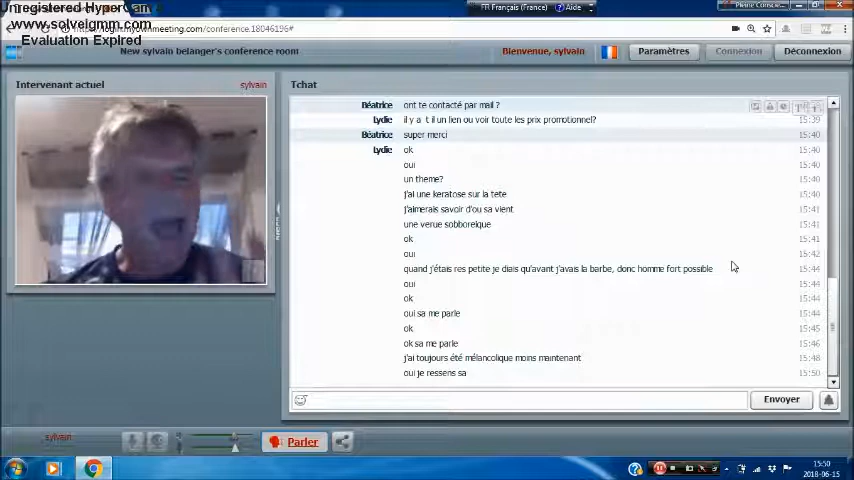 Unregistered HyperCam
www.solveigmm.com
Evaluation Expired
FR Français (France)
Aide
login.myownmeeting.com/conference.18046196#
New sylvain belanger's conference room
Bienvenue, sylvain
Paramètres
Connexion
Déconnexion
Intervenant actuel
sylvain
Tchat
Béatrice ont te contacté par mail ?
Lydie il y a t il un lien ou voir toute les prix promotionnel? 15:39
Béatrice super merci 15:40
Lydie ok 15:40
oui 15:40
un theme? 15:40
j'ai une keratose sur la tete 15:40
j'aimerais savoir d'ou sa vient 15:41
une verue sobboreique 15:41
ok 15:41
oui 15:42
quand j'étais res petite je diais qu'avant j'avais la barbe, donc homme fort possible 15:44
oui 15:44
ok 15:44
oui sa me parle 15:44
ok 15:45
ok sa me parle 15:46
j'ai toujours été mélancolique moins maintenant 15:48
oui je ressens sa 15:50
Envoyer
sylvain
Parler
15:50
2018-06-15